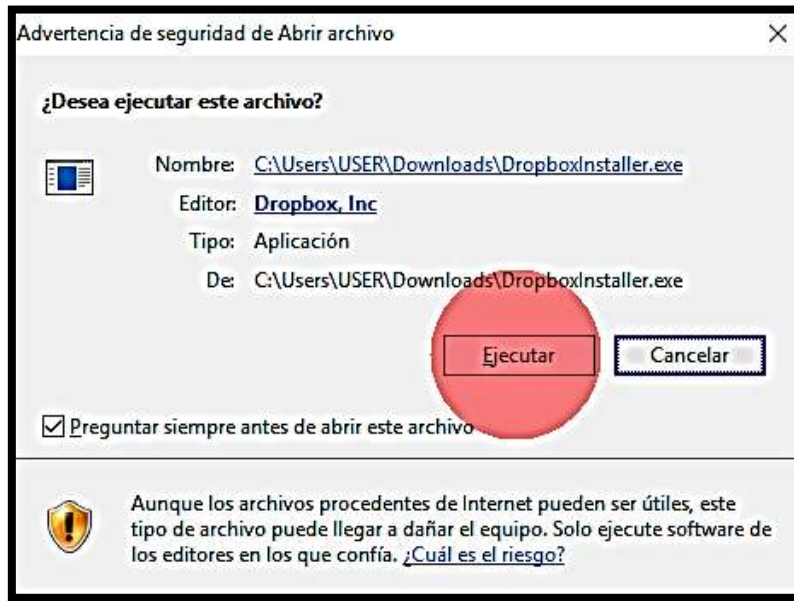 Advertencia de seguridad de Abrir archivo
¿Desea ejecutar este archivo?
Nombre: C:\Users\USER\Downloads\DropboxInstaller.exe
Editor: Dropbox, Inc
Tipo: Aplicación
De: C:\Users\USER\Downloads\DropboxInstaller.exe
Ejecutar Cancelar
Preguntar siempre antes de abrir este archivo
Aunque los archivos procedentes de Internet pueden ser útiles, este
tipo de archivo puede llegar a dañar el equipo. Solo ejecute software de
los editores en los que confía. ¿Cuál es el riesgo?